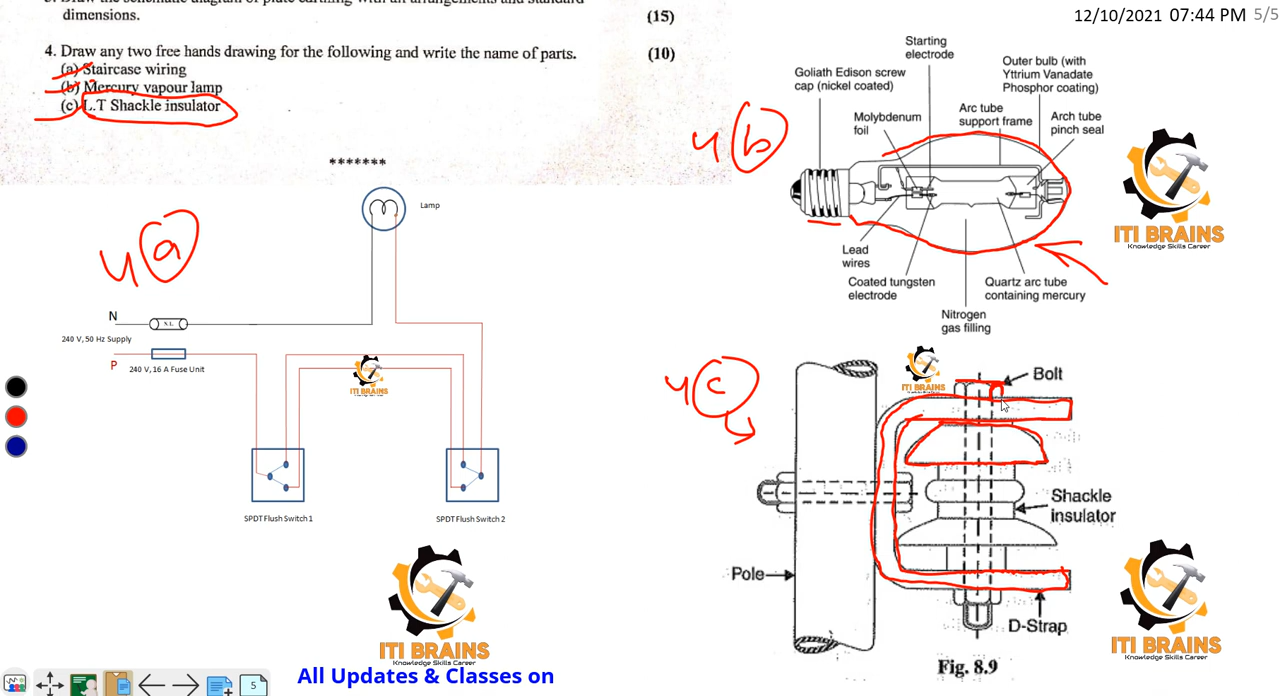 dimensions.
(15)
12/10/2021 07:44 PM 5/5
4. Draw any two free hands drawing for the following and write the name of parts.
(10)
(a) Staircase wiring
(b) Mercury vapour lamp
(c) L.T Shackle insulator
*******
4 (a)
Lamp
N
N.L
240 V, 50 Hz Supply
P
240 V, 16 A Fuse Unit
ITI BRAINS
SPDT Flush Switch 1
SPDT Flush Switch 2
ITI BRAINS
Knowledge Skills Career
All Updates & Classes on
5
4 (b)
Starting
electrode
Goliath Edison screw
cap (nickel coated)
Outer bulb (with
Yttrium Vanadate
Phosphor coating)
Molybdenum
foil
Arc tube
support frame
Arch tube
pinch seal
Lead
wires
Coated tungsten
electrode
Quartz arc tube
containing mercury
Nitrogen
gas filling
ITI BRAINS
Knowledge Skills Career
4 (c)
ITI BRAINS
Bolt
Shackle
insulator
Pole
D-Strap
Fig. 8.9
ITI BRAINS
Knowledge Skills Career